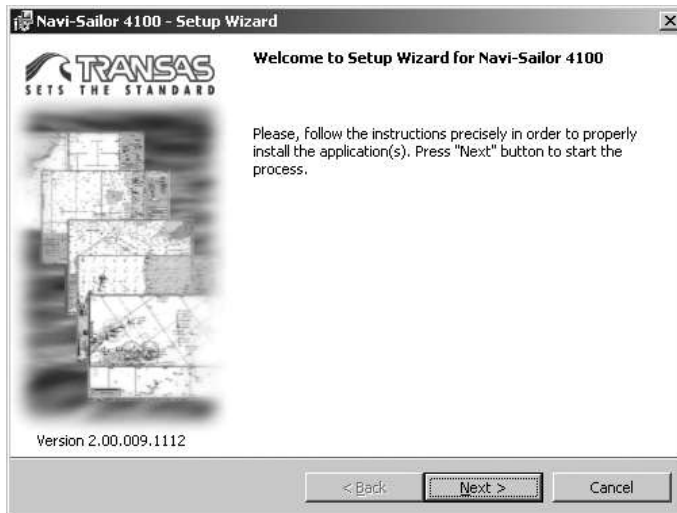 Navi-Sailor 4100 - Setup Wizard
TRANSAS
SETS THE STANDARD
Welcome to Setup Wizard for Navi-Sailor 4100
Please, follow the instructions precisely in order to properly
install the application(s). Press "Next" button to start the
process.
Version 2.00.009.1112
< Back
Next >
Cancel